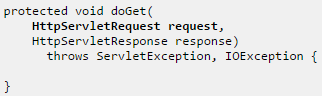 protected void doGet(
    HttpServletRequest request,
    HttpServletResponse response)
      throws ServletException, IOException {

}